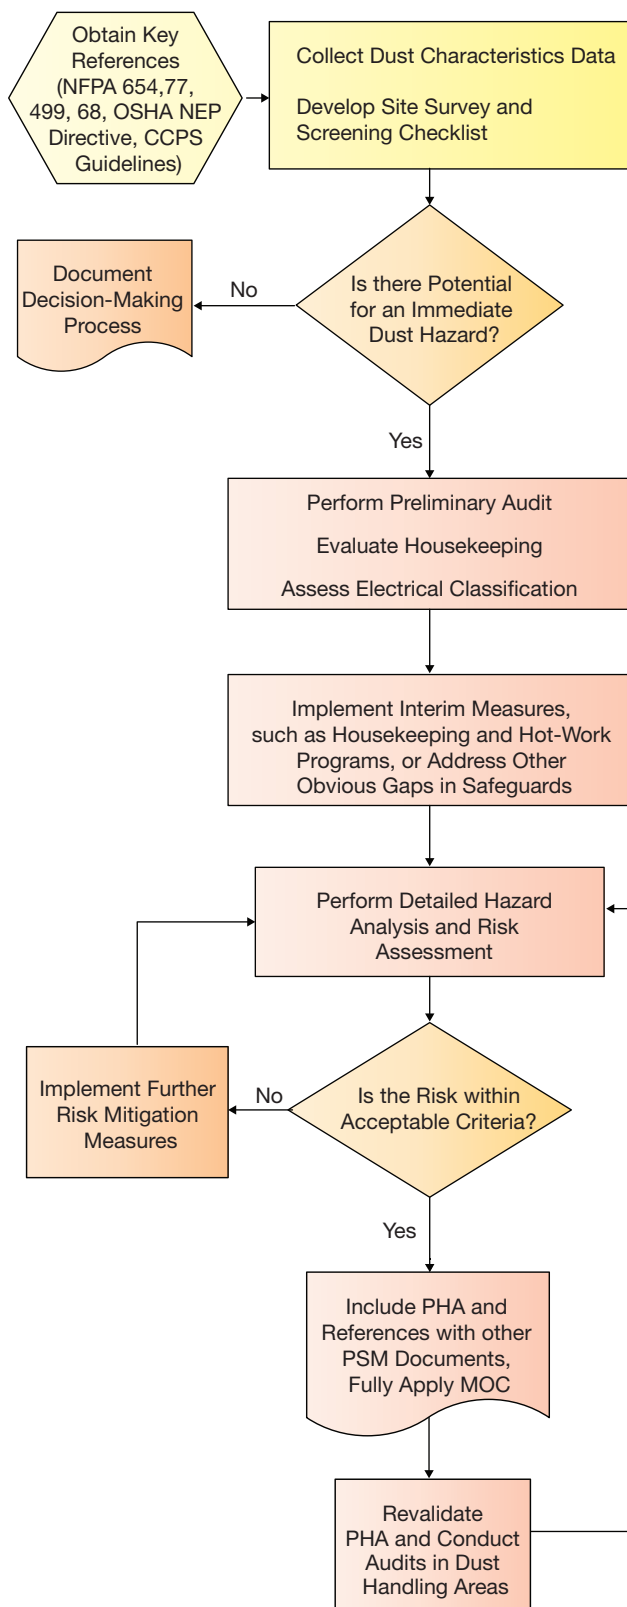 Obtain Key
References
(NFPA 654,77,
499, 68, OSHA NEP
Directive, CCPS
Guidelines)
Collect Dust Characteristics Data
Develop Site Survey and
Screening Checklist
Is there Potential
for an Immediate
Dust Hazard?
No
Document
Decision-Making
Process
Yes
Perform Preliminary Audit
Evaluate Housekeeping
Assess Electrical Classification
Implement Interim Measures,
such as Housekeeping and Hot-Work
Programs, or Address Other
Obvious Gaps in Safeguards
Perform Detailed Hazard
Analysis and Risk
Assessment
Is the Risk within
Acceptable Criteria?
No
Implement Further
Risk Mitigation
Measures
Yes
Include PHA and
References with other
PSM Documents,
Fully Apply MOC
Revalidate
PHA and Conduct
Audits in Dust
Handling Areas